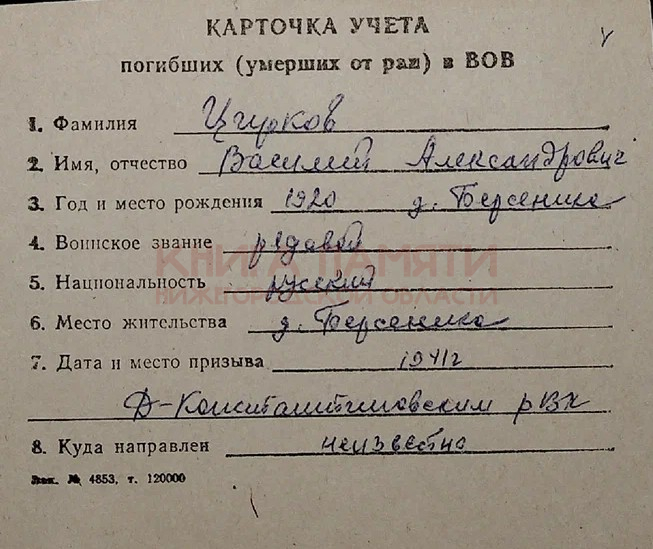 КАРТОЧКА УЧЕТА
погибших (умерших от ран) в ВОВ
1. Фамилия Цгурков
2. Имя, отчество Василий Александрович
3. Год и место рождения 1920 д. Берсениха
4. Воинское звание рядовой
5. Национальность русский
КНИГА ПАМЯТИ
НИЖЕГОРОДСКОЙ ОБЛАСТИ
6. Место жительства д. Берсениха
7. Дата и место призыва 1941г
Д-Константиновским РВК
8. Куда направлен неизвестно
Зак. № 4853, т. 120000